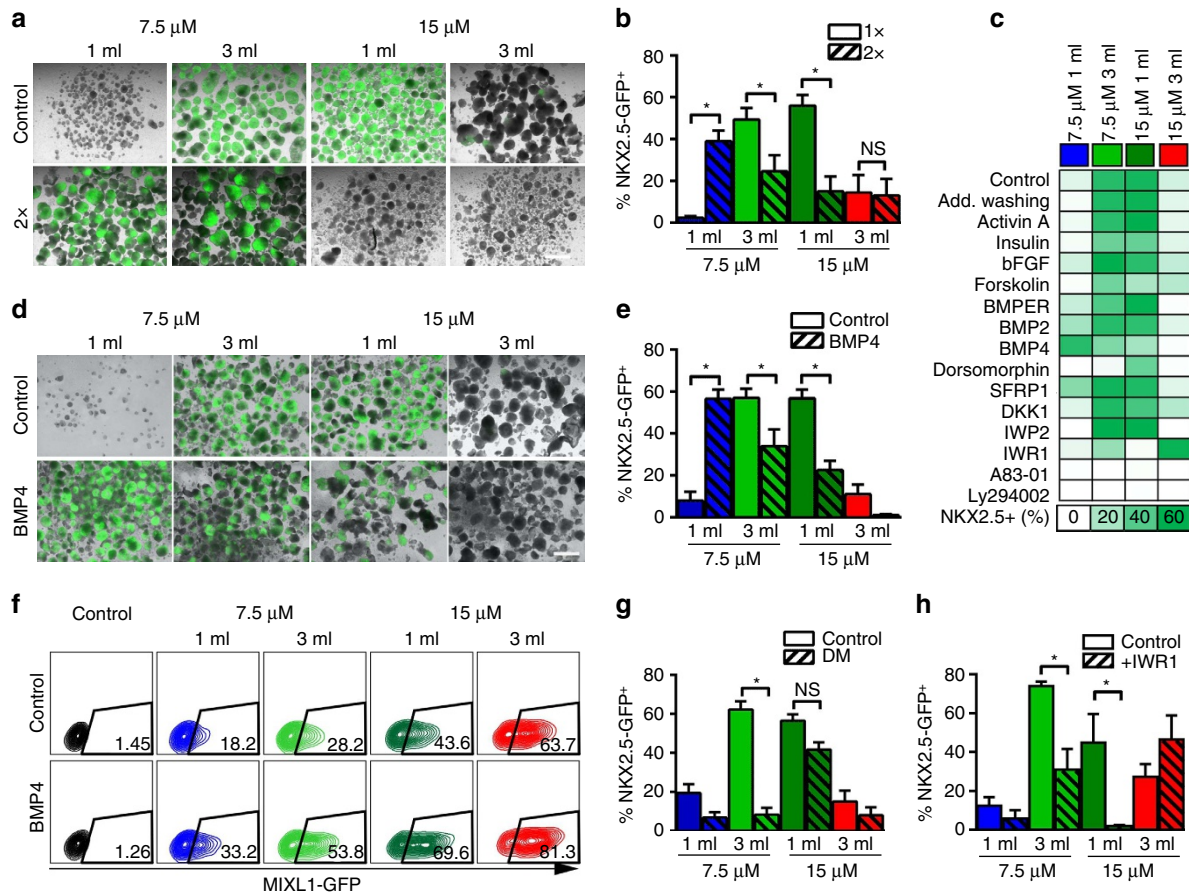 a
7.5 µM
15 µM
1 ml
3 ml
1 ml
3 ml
Control
2×
b
1×
2×
% NKX2.5-GFP+
80
60
40
20
0
*
*
*
NS
1 ml
3 ml
1 ml
3 ml
7.5 µM
15 µM
c
7.5 µM 1 ml
7.5 µM 3 ml
15 µM 1 ml
15 µM 3 ml
Control
Add. washing
Activin A
Insulin
bFGF
Forskolin
BMPER
BMP2
BMP4
Dorsomorphin
SFRP1
DKK1
IWP2
IWR1
A83-01
Ly294002
NKX2.5+ (%) 0 20 40 60
d
7.5 µM
15 µM
1 ml
3 ml
1 ml
3 ml
Control
BMP4
e
Control
BMP4
% NKX2.5-GFP+
80
60
40
20
0
*
*
*
1 ml
3 ml
1 ml
3 ml
7.5 µM
15 µM
f
Control
7.5 µM
15 µM
1 ml
3 ml
1 ml
3 ml
Control
1.45
18.2
28.2
43.6
63.7
BMP4
1.26
33.2
53.8
69.6
81.3
MIXL1-GFP
g
Control
DM
% NKX2.5-GFP+
80
60
40
20
0
*
NS
1 ml
3 ml
1 ml
3 ml
7.5 µM
15 µM
h
Control
+IWR1
% NKX2.5-GFP+
80
60
40
20
0
*
*
1 ml
3 ml
1 ml
3 ml
7.5 µM
15 µM